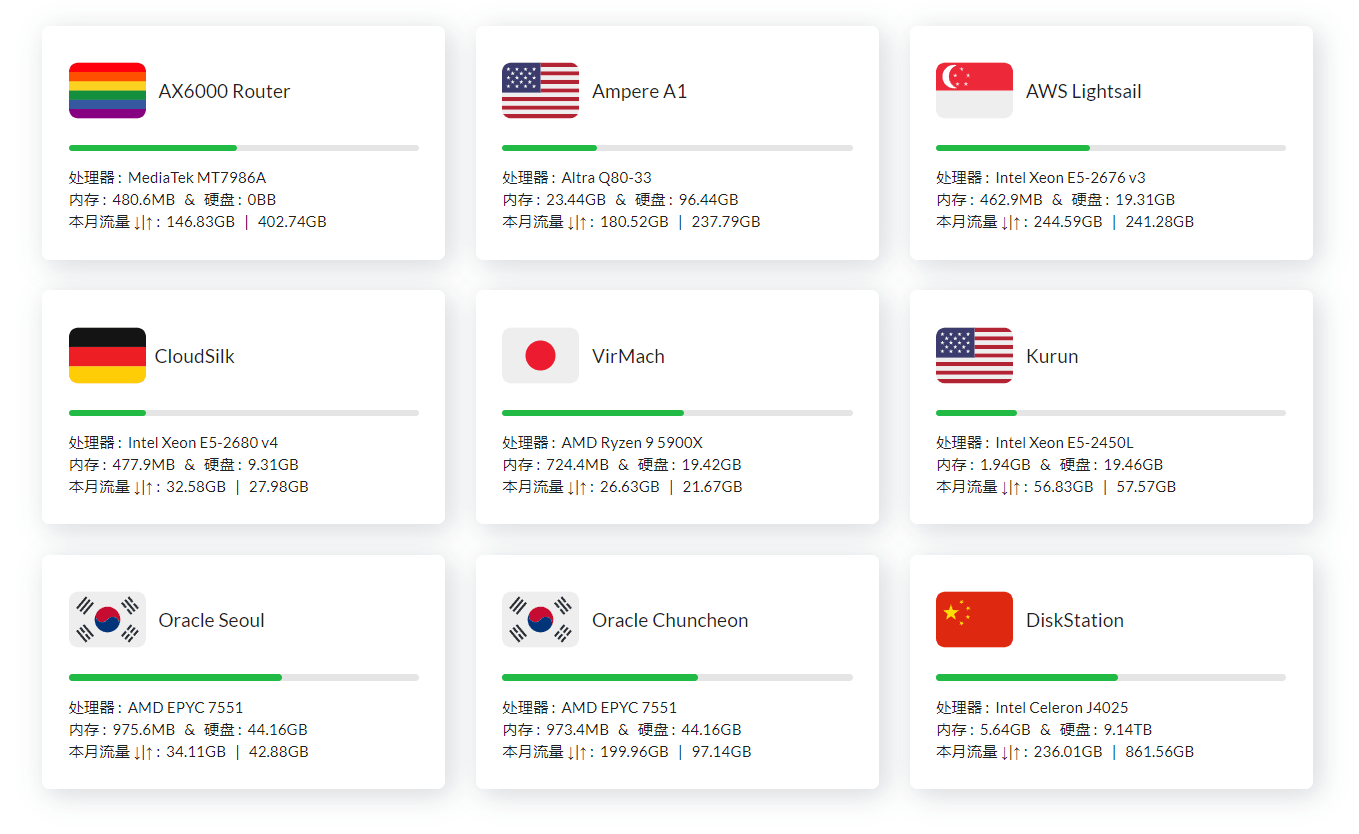 AX6000 Router
处理器: MediaTek MT7986A
内存: 480.6MB & 硬盘: 0BB
本月流量↓|↑: 146.83GB | 402.74GB
Ampere A1
处理器: Altra Q80-33
内存: 23.44GB & 硬盘: 96.44GB
本月流量↓|↑: 180.52GB | 237.79GB
AWS Lightsail
处理器: Intel Xeon E5-2676 v3
内存: 462.9MB & 硬盘: 19.31GB
本月流量↓|↑: 244.59GB | 241.28GB
CloudSilk
处理器: Intel Xeon E5-2680 v4
内存: 477.9MB & 硬盘: 9.31GB
本月流量↓|↑: 32.58GB | 27.98GB
VirMach
处理器: AMD Ryzen 9 5900X
内存: 724.4MB & 硬盘: 19.42GB
本月流量↓|↑: 26.63GB | 21.67GB
Kurun
处理器: Intel Xeon E5-2450L
内存: 1.94GB & 硬盘: 19.46GB
本月流量↓|↑: 56.83GB | 57.57GB
Oracle Seoul
处理器: AMD EPYC 7551
内存: 975.6MB & 硬盘: 44.16GB
本月流量↓|↑: 34.11GB | 42.88GB
Oracle Chuncheon
处理器: AMD EPYC 7551
内存: 973.4MB & 硬盘: 44.16GB
本月流量↓|↑: 199.96GB | 97.14GB
DiskStation
处理器: Intel Celeron J4025
内存: 5.64GB & 硬盘: 9.14TB
本月流量↓|↑: 236.01GB | 861.56GB